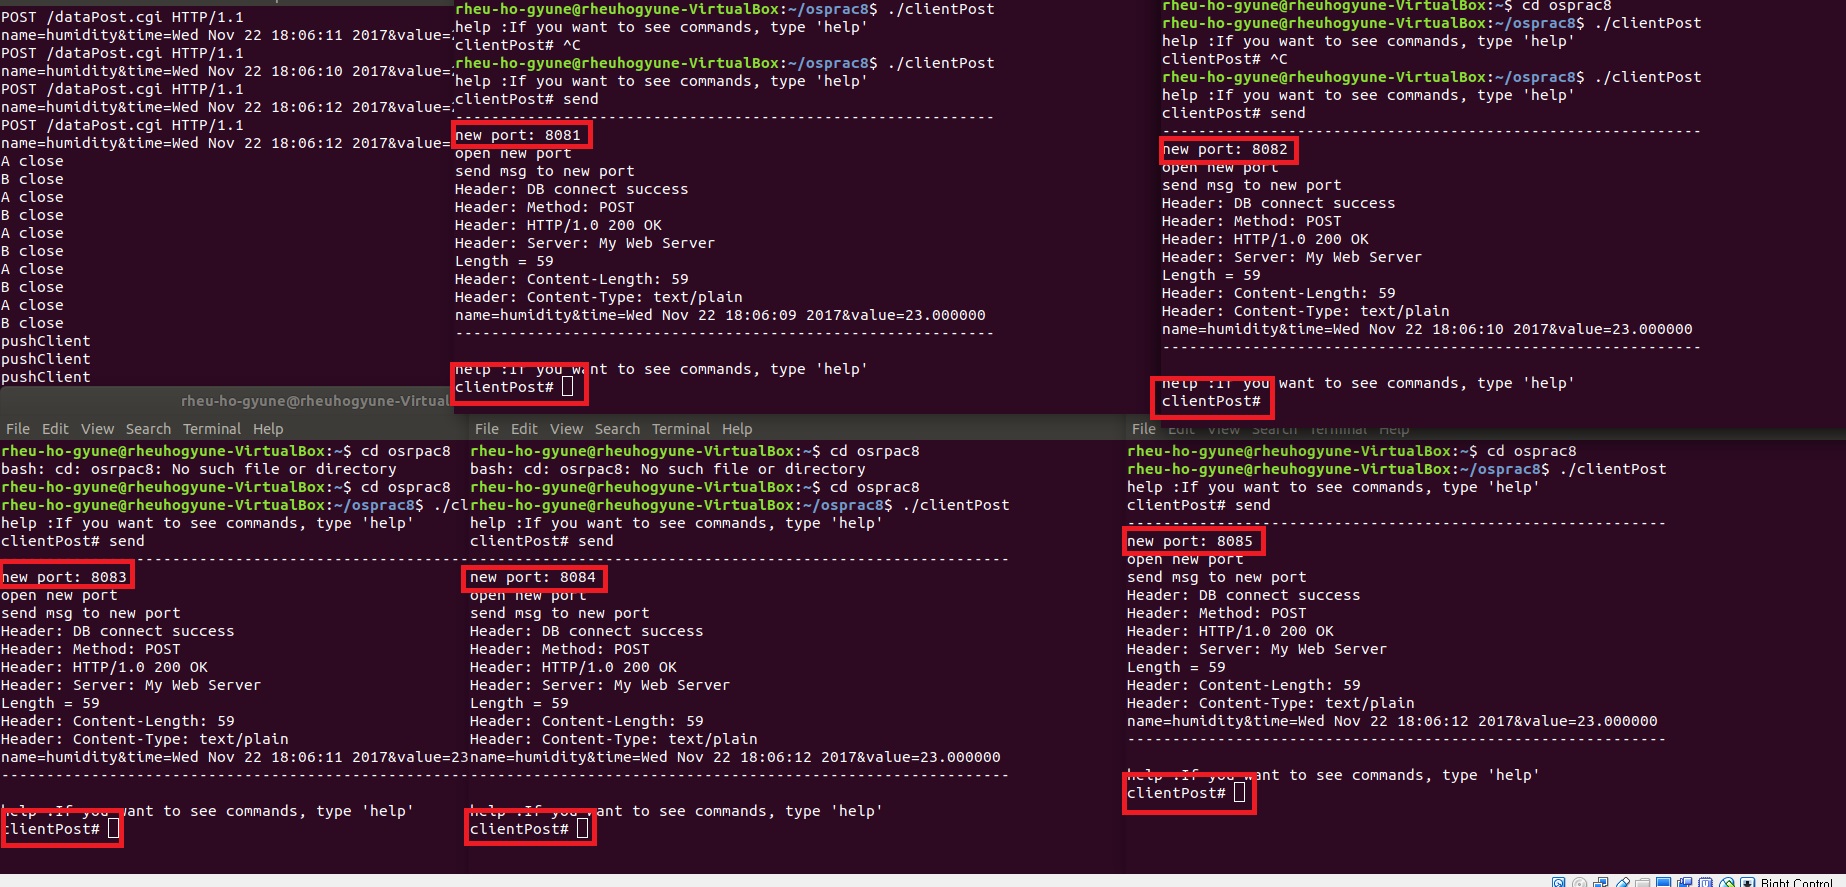 POST /dataPost.cgi HTTP/1.1
name=humidity&time=Wed Nov 22 18:06:11 2017&value=
POST /dataPost.cgi HTTP/1.1
name=humidity&time=Wed Nov 22 18:06:10 2017&value=
POST /dataPost.cgi HTTP/1.1
name=humidity&time=Wed Nov 22 18:06:12 2017&value=
POST /dataPost.cgi HTTP/1.1
name=humidity&time=Wed Nov 22 18:06:12 2017&value=
A close
B close
A close
B close
A close
B close
A close
B close
A close
B close
pushClient
pushClient
pushClient
rheu-ho-gyune@rheuhogyune-VirtualBox:~/osprac8$ ./clientPost
help :If you want to see commands, type 'help'
clientPost# ^C
rheu-ho-gyune@rheuhogyune-VirtualBox:~/osprac8$ ./clientPost
help :If you want to see commands, type 'help'
clientPost# send
------------------------------------------------------------
new port: 8081
open new port
send msg to new port
Header: DB connect success
Header: Method: POST
Header: HTTP/1.0 200 OK
Header: Server: My Web Server
Length = 59
Header: Content-Length: 59
Header: Content-Type: text/plain
name=humidity&time=Wed Nov 22 18:06:09 2017&value=23.000000
------------------------------------------------------------
help :If you want to see commands, type 'help'
clientPost#
rheu-ho-gyune@rheuhogyune-VirtualBox:~$ cd osprac8
rheu-ho-gyune@rheuhogyune-VirtualBox:~/osprac8$ ./clientPost
help :If you want to see commands, type 'help'
clientPost# ^C
rheu-ho-gyune@rheuhogyune-VirtualBox:~/osprac8$ ./clientPost
help :If you want to see commands, type 'help'
clientPost# send
------------------------------------------------------------
new port: 8082
open new port
send msg to new port
Header: DB connect success
Header: Method: POST
Header: HTTP/1.0 200 OK
Header: Server: My Web Server
Length = 59
Header: Content-Length: 59
Header: Content-Type: text/plain
name=humidity&time=Wed Nov 22 18:06:10 2017&value=23.000000
------------------------------------------------------------
help :If you want to see commands, type 'help'
clientPost#
rheu-ho-gyune@rheuhogyune-Virtual
File Edit View Search Terminal Help
rheu-ho-gyune@rheuhogyune-VirtualBox:~$ cd osrpac8
bash: cd: osrpac8: No such file or directory
rheu-ho-gyune@rheuhogyune-VirtualBox:~$ cd osprac8
rheu-ho-gyune@rheuhogyune-VirtualBox:~/osprac8$ ./cl
help :If you want to see commands, type 'help'
clientPost# send
------------------------------------------------------------
new port: 8083
open new port
send msg to new port
Header: DB connect success
Header: Method: POST
Header: HTTP/1.0 200 OK
Header: Server: My Web Server
Length = 59
Header: Content-Length: 59
Header: Content-Type: text/plain
name=humidity&time=Wed Nov 22 18:06:11 2017&value=23
------------------------------------------------------------
help :If you want to see commands, type 'help'
clientPost#
File Edit View Search Terminal Help
rheu-ho-gyune@rheuhogyune-VirtualBox:~$ cd osrpac8
bash: cd: osrpac8: No such file or directory
rheu-ho-gyune@rheuhogyune-VirtualBox:~$ cd osprac8
rheu-ho-gyune@rheuhogyune-VirtualBox:~/osprac8$ ./clientPost
help :If you want to see commands, type 'help'
clientPost# send
------------------------------------------------------------
new port: 8084
open new port
send msg to new port
Header: DB connect success
Header: Method: POST
Header: HTTP/1.0 200 OK
Header: Server: My Web Server
Length = 59
Header: Content-Length: 59
Header: Content-Type: text/plain
name=humidity&time=Wed Nov 22 18:06:12 2017&value=23.000000
------------------------------------------------------------
help :If you want to see commands, type 'help'
clientPost#
File Edit View Search Terminal Help
rheu-ho-gyune@rheuhogyune-VirtualBox:~$ cd osprac8
rheu-ho-gyune@rheuhogyune-VirtualBox:~/osprac8$ ./clientPost
help :If you want to see commands, type 'help'
clientPost# send
------------------------------------------------------------
new port: 8085
open new port
send msg to new port
Header: DB connect success
Header: Method: POST
Header: HTTP/1.0 200 OK
Header: Server: My Web Server
Length = 59
Header: Content-Length: 59
Header: Content-Type: text/plain
name=humidity&time=Wed Nov 22 18:06:12 2017&value=23.000000
------------------------------------------------------------
help :If you want to see commands, type 'help'
clientPost#
Right Control